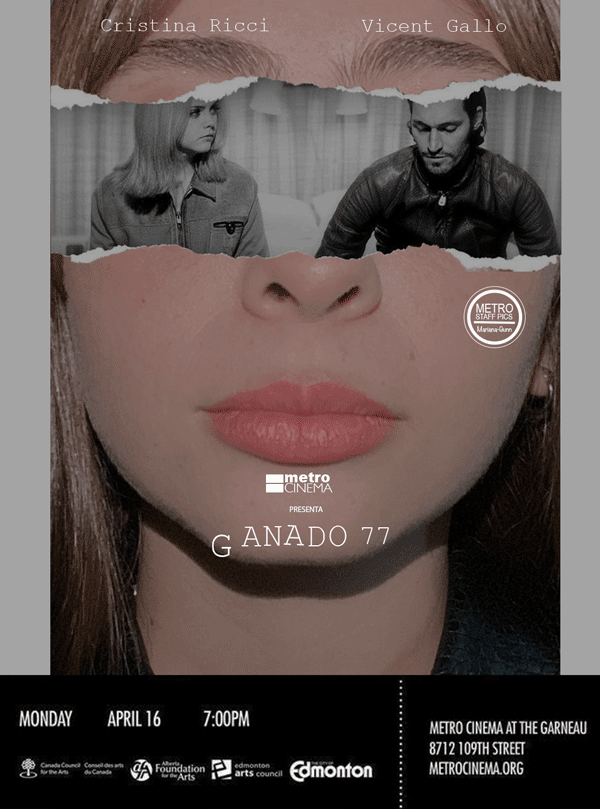 Cristina Ricci
Vicent Gallo
METRO
STAFF PICS
Mariana-Gunn
metro
CINEMA
PRESENTA
GANADO 77
MONDAY APRIL 16 7:00PM
Canada Council
for the Arts
Conseil des arts
du Canada
Alberta
Foundation
for the Arts
edmonton
arts council
THE CITY OF
Edmonton
METRO CINEMA AT THE GARNEAU
8712 109TH STREET
METROCINEMA.ORG